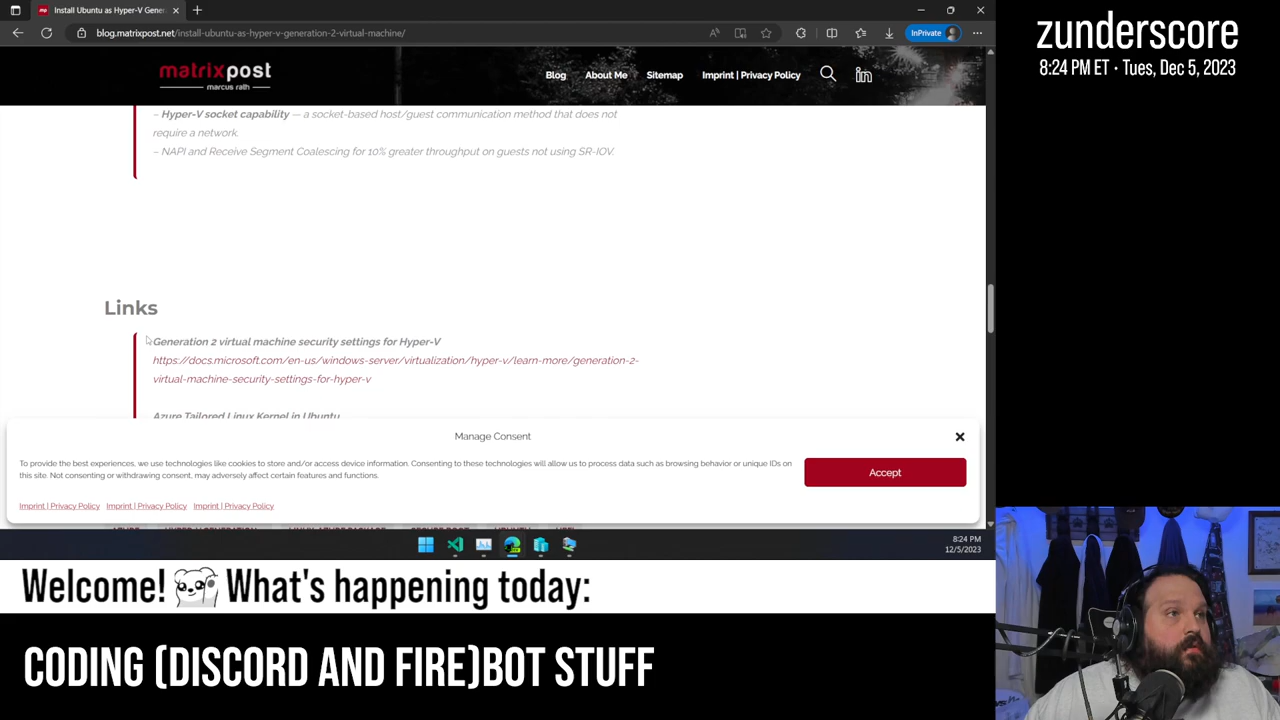 Install Ubuntu as Hyper-V Gener
blog.matrixpost.net/install-ubuntu-as-hyper-v-generation-2-virtual-machine/
InPrivate
matrixpost
marcus rath
Blog
About Me
Sitemap
Imprint | Privacy Policy
– Hyper-V socket capability — a socket-based host/guest communication method that does not
require a network.
– NAPI and Receive Segment Coalescing for 10% greater throughput on guests not using SR-IOV.
Links
Generation 2 virtual machine security settings for Hyper-V
https://docs.microsoft.com/en-us/windows-server/virtualization/hyper-v/learn-more/generation-2-
virtual-machine-security-settings-for-hyper-v
Azure Tailored Linux Kernel in Ubuntu
Manage Consent
To provide the best experiences, we use technologies like cookies to store and/or access device information. Consenting to these technologies will allow us to process data such as browsing behavior or unique IDs on
this site. Not consenting or withdrawing consent, may adversely affect certain features and functions.
Accept
Imprint | Privacy Policy Imprint | Privacy Policy Imprint | Privacy Policy
8:24 PM
12/5/2023
zunderscore
8:24 PM ET · Tues, Dec 5, 2023
Welcome! What's happening today:
CODING (DISCORD AND FIRE)BOT STUFF